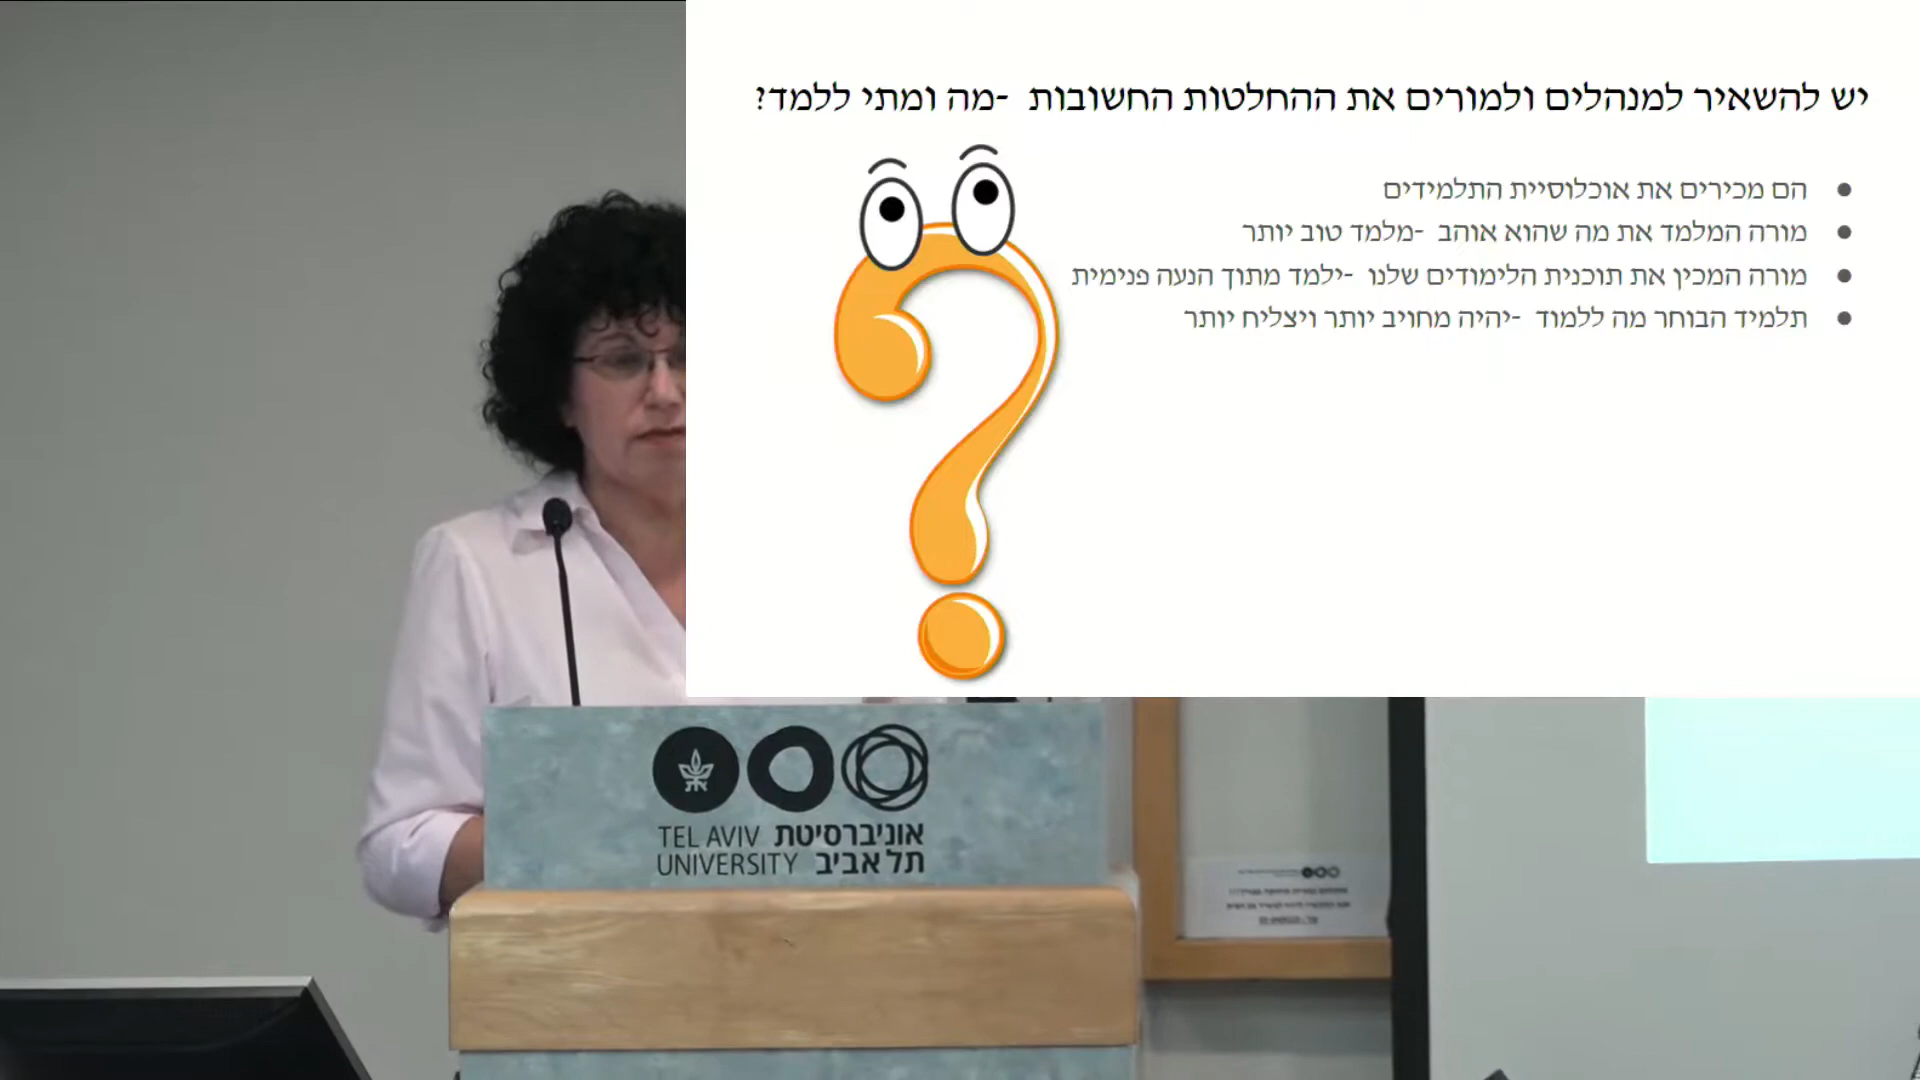 יש להשאיר למנהלים ולמורים את ההחלטות החשובות -מה ומתי ללמד?
● הם מכירים את אוכלוסיית התלמידים
● מורה המלמד את מה שהוא אוהב -מלמד טוב יותר
● מורה המכין את תוכנית הלימודים שלנו -ילמד מתוך הנעה פנימית
● תלמיד הבוחר מה ללמוד -יהיה מחויב יותר ויצליח יותר
אוניברסיטת TEL AVIV
תל אביב UNIVERSITY